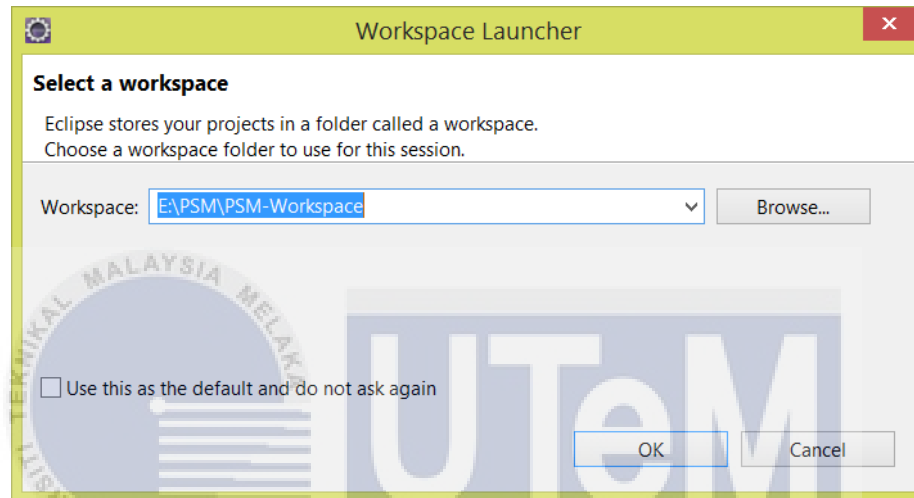 Workspace Launcher
Select a workspace
Eclipse stores your projects in a folder called a workspace.
Choose a workspace folder to use for this session.
Workspace:
E:\PSM\PSM-Workspace
Browse...
TEKNIKAL MALAYSIA MELAKA
UTeM
Use this as the default and do not ask again
OK
Cancel